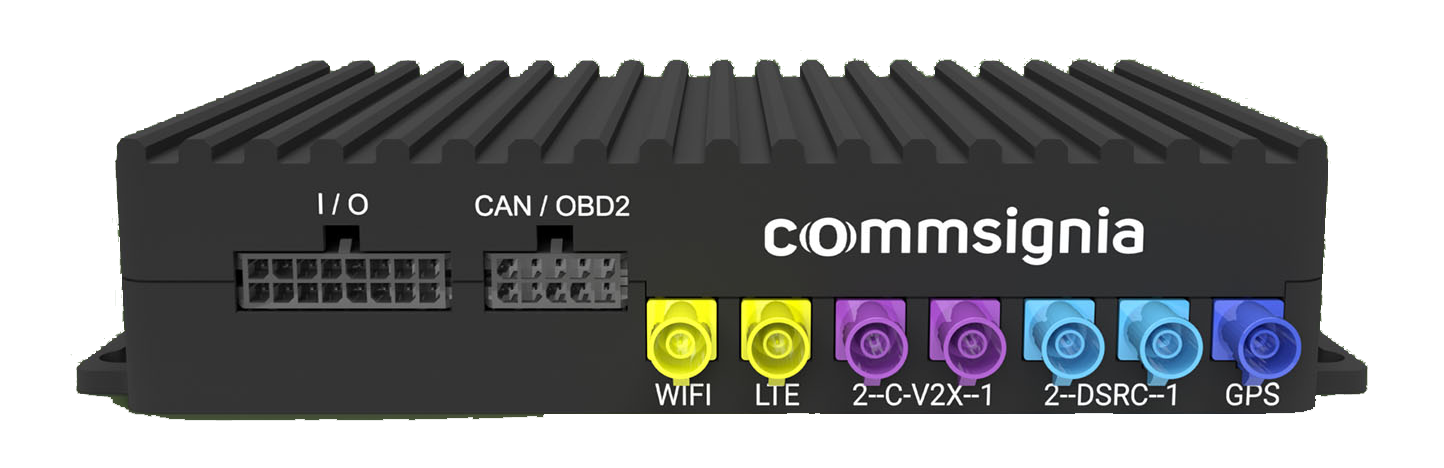 I / O
CAN / OBD2
commsignia
WIFI
LTE
2--C-V2X--1
2--DSRC--1
GPS